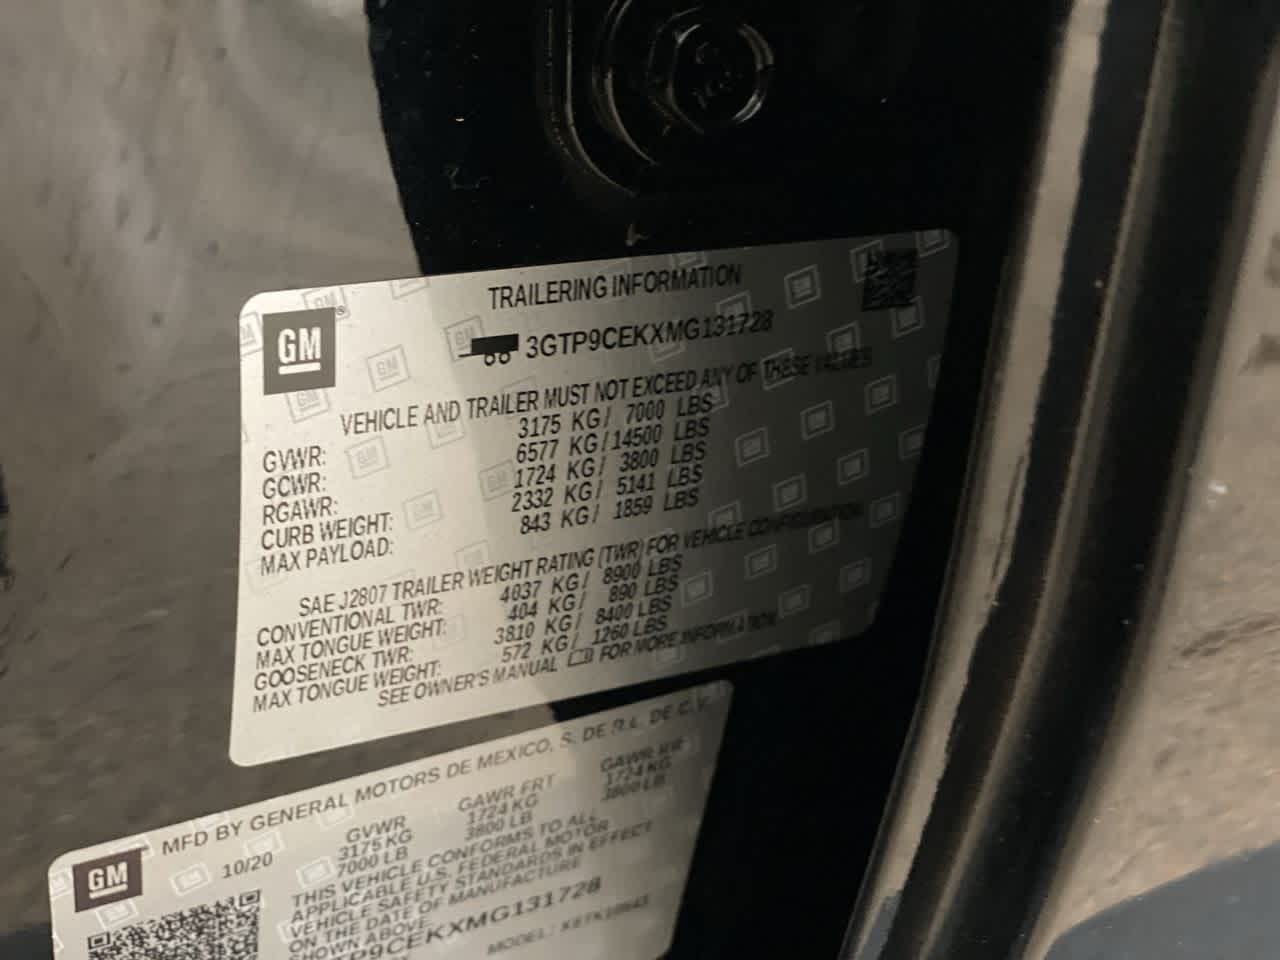 GM
TRAILERING INFORMATION
3GTP9CEKXMG131728
VEHICLE AND TRAILER MUST NOT EXCEED ANY OF THESE VALUES
GVWR: 3175 KG/ 7000 LBS
GCWR: 6577 KG/14500 LBS
RGAWR: 1724 KG/ 3800 LBS
CURB WEIGHT: 2332 KG/ 5141 LBS
MAX PAYLOAD: 843 KG/ 1859 LBS
SAE J2807 TRAILER WEIGHT RATING (TWR) FOR VEHICLE CONFIGURATION
CONVENTIONAL TWR: 4037 KG/ 8900 LBS
MAX TONGUE WEIGHT: 404 KG/ 890 LBS
GOOSENECK TWR: 3810 KG/ 8400 LBS
MAX TONGUE WEIGHT: 572 KG/ 1260 LBS
SEE OWNER'S MANUAL FOR MORE INFORMATION
MFD BY GENERAL MOTORS DE MEXICO, S. DE R.L. DE C.V.
GM
10/20
GVWR GAWR FRT GAWR RR
3175 KG 1724 KG 1724 KG
7000 LB 3800 LB 3800 LB
THIS VEHICLE CONFORMS TO ALL
APPLICABLE U.S. FEDERAL MOTOR
VEHICLE SAFETY STANDARDS IN EFFECT
ON THE DATE OF MANUFACTURE
SHOWN ABOVE.
TP9CEKXMG131728
MODEL: